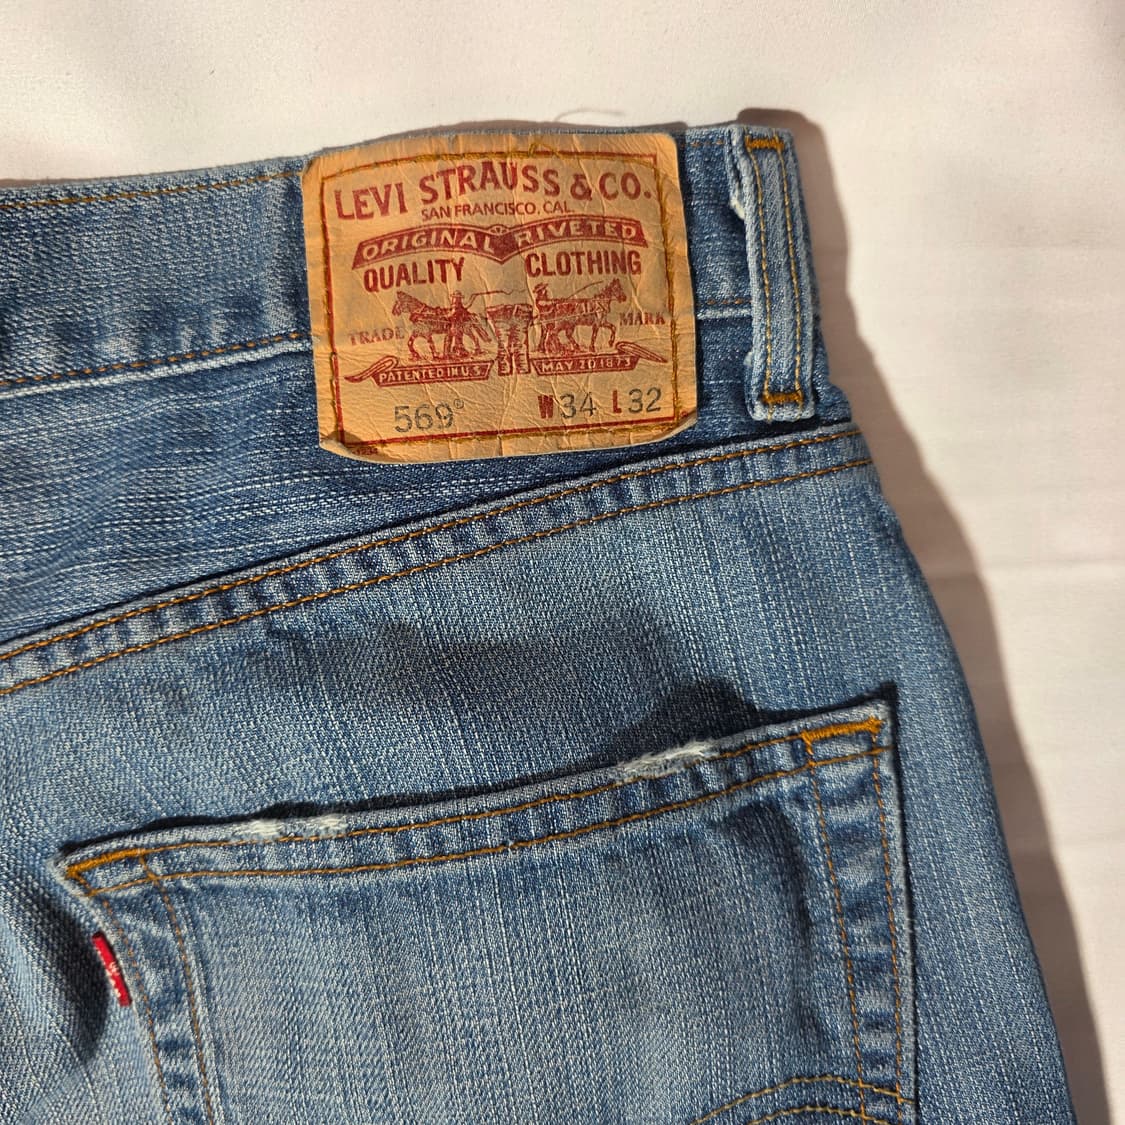 LEVI STRAUSS & CO.
SAN FRANCISCO, CAL
ORIGINAL RIVETED
QUALITY CLOTHING
TRADE MARK
PATENTED IN U.S. MAY 20 1873
569® W34 L32